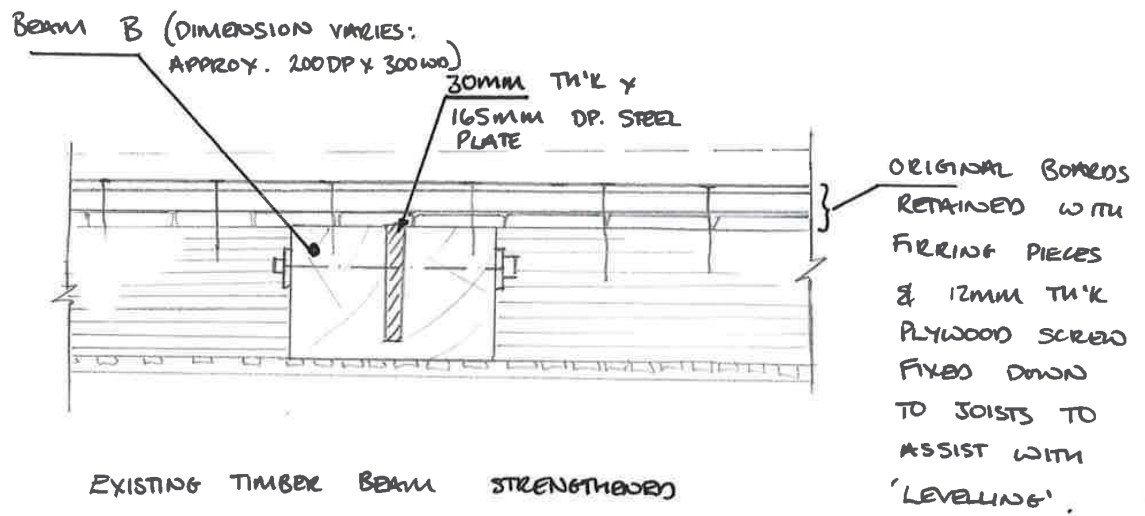 BEAM B (DIMENSION VARIES:
APPROX. 200DP X 300WD)
30MM TH'K X
165MM DP. STEEL
PLATE
ORIGINAL BOARDS
RETAINED WITH
FIRRING PIECES
& 12MM TH'K
PLYWOOD SCREW
FIXED DOWN
TO JOISTS TO
ASSIST WITH
'LEVELLING'.
EXISTING TIMBER BEAM STRENGTHENED